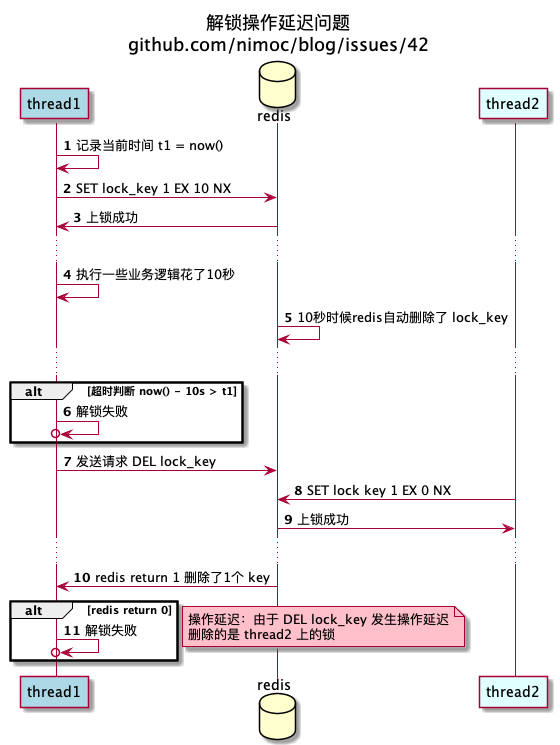 解锁操作延迟问题
github.com/nimoc/blog/issues/42
thread1
redis
thread2
1 记录当前时间 t1 = now()
2 SET lock_key 1 EX 10 NX
3 上锁成功
4 执行一些业务逻辑花了10秒
5 10秒时候redis自动删除了 lock_key
alt [超时判断 now() - 10s > t1]
6 解锁失败
7 发送请求 DEL lock_key
8 SET lock key 1 EX 0 NX
9 上锁成功
10 redis return 1 删除了1个 key
alt [redis return 0]
操作延迟：由于 DEL lock_key 发生操作延迟
删除的是 thread2 上的锁
11 解锁失败
thread1
redis
thread2